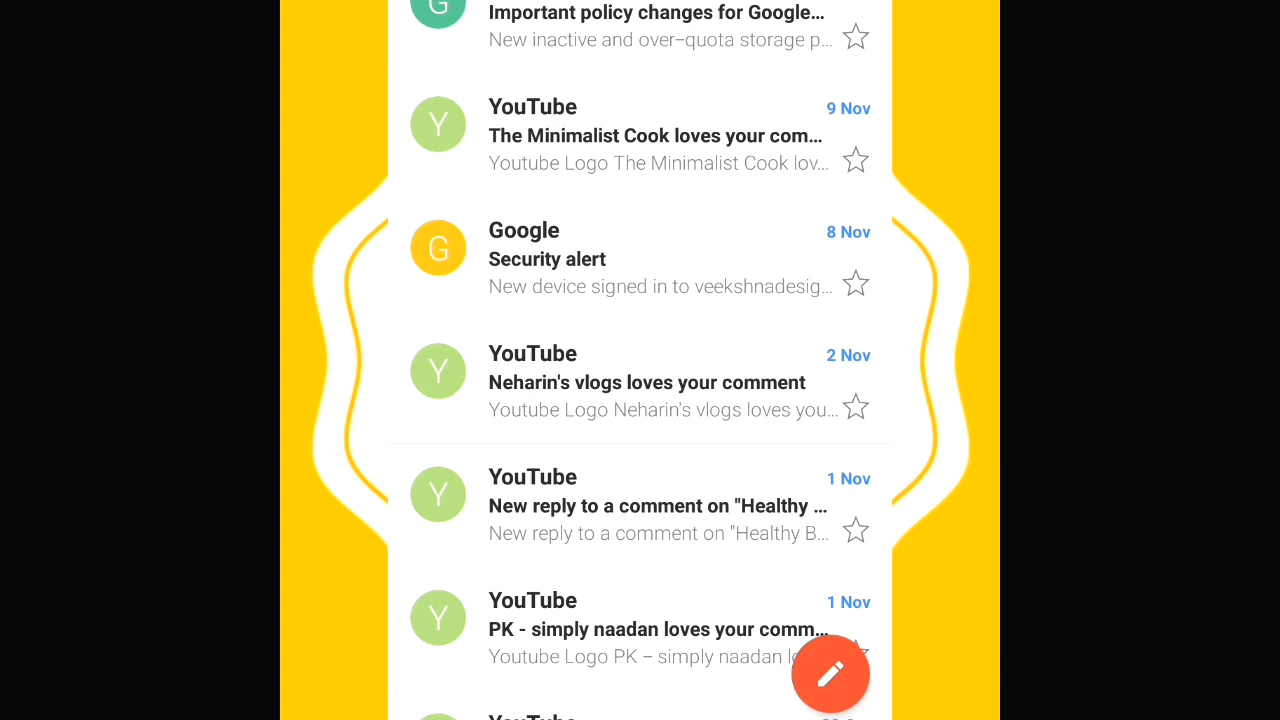 G
Important policy changes for Google...
New inactive and over-quota storage p...
Y
YouTube
9 Nov
The Minimalist Cook loves your com...
Youtube Logo The Minimalist Cook lov...
G
Google
8 Nov
Security alert
New device signed in to veekshnadesig...
Y
YouTube
2 Nov
Neharin's vlogs loves your comment
Youtube Logo Neharin's vlogs loves you...
Y
YouTube
1 Nov
New reply to a comment on "Healthy ...
New reply to a comment on "Healthy B...
Y
YouTube
1 Nov
PK - simply naadan loves your comm...
Youtube Logo PK – simply naadan lo
YouTube